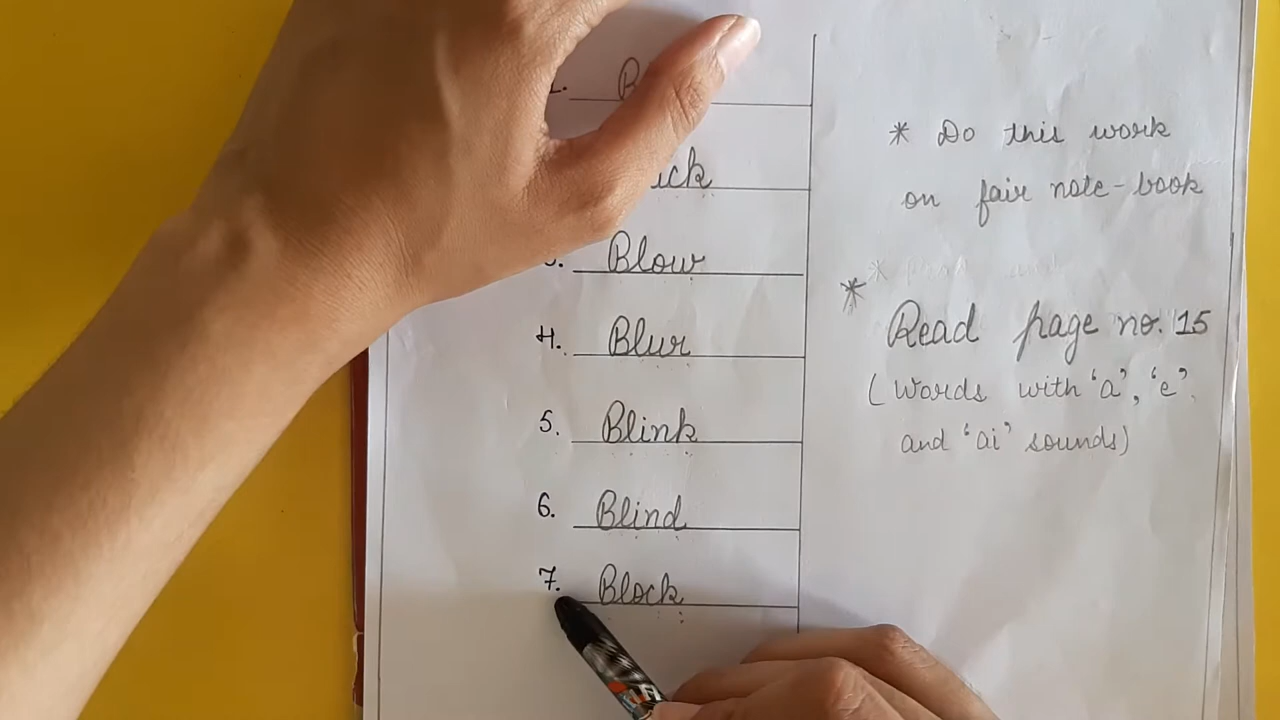 3. Blow
4. Blur
5. Blink
6. Blind
7. Block
* Do this work
on fair note-book
* Read page no. 15
(Words with 'a', 'e'
and 'ai' sounds)